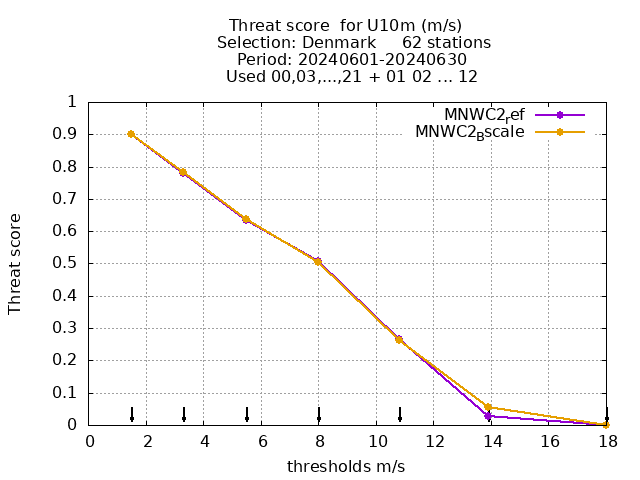 Threat score  for U10m (m/s)
Selection: Denmark     62 stations
Period: 20240601-20240630
Used 00,03,...,21 + 01 02 ... 12
MNWC2ref
MNWC2Bscale
Threat score
1
0.9
0.8
0.7
0.6
0.5
0.4
0.3
0.2
0.1
0
0 2 4 6 8 10 12 14 16 18
thresholds m/s